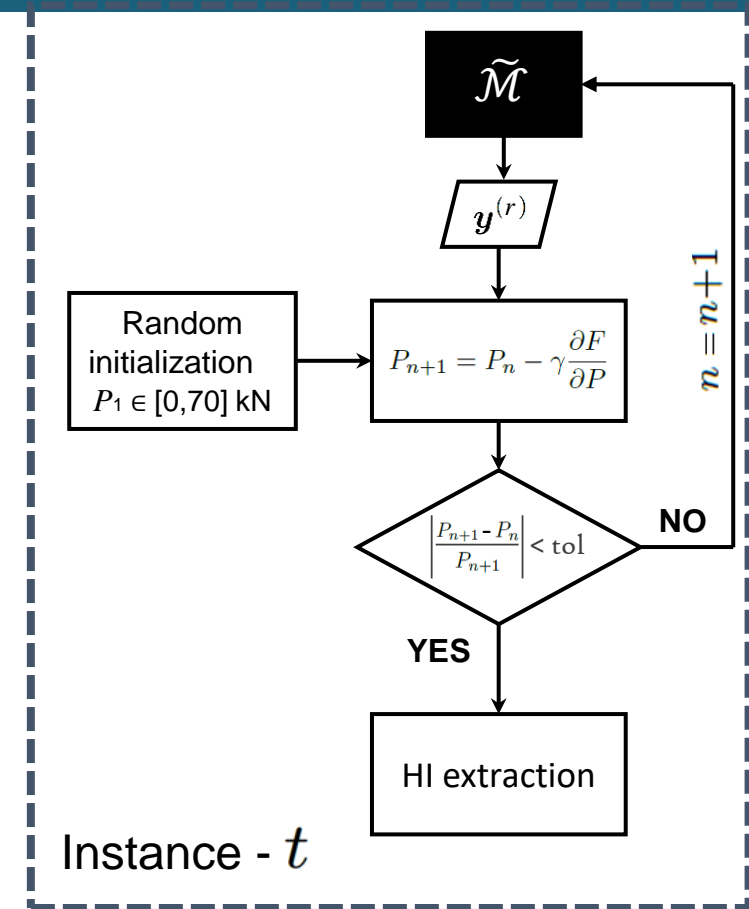 ℳ̃
y^(r)
Random
initialization
P₁ ∈ [0,70] kN
P_{n+1} = P_n − γ ∂F/∂P
n = n+1
|(P_{n+1} - P_n)/P_{n+1}| < tol
NO
YES
HI extraction
Instance - t